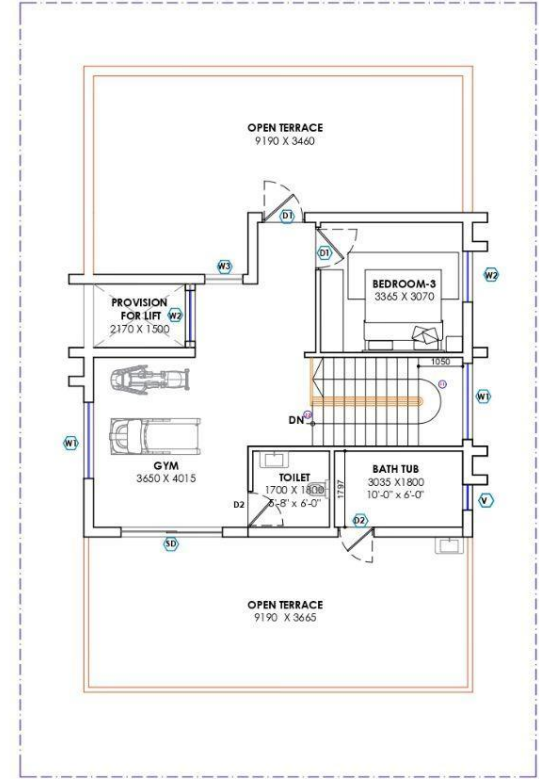 OPEN TERRACE
9190 X 3460
D1
D1
W3
W2
BEDROOM-3
3365 X 3070
PROVISION
FOR LIFT
W2
2170 X 1500
1050
W1
DN
W1
GYM
3650 X 4015
TOILET
1700 X 1800
5'-8" x 6'-0"
D2
1797
BATH TUB
3035 X1800
10'-0" x 6'-0"
V
D2
SD
OPEN TERRACE
9190 X 3665